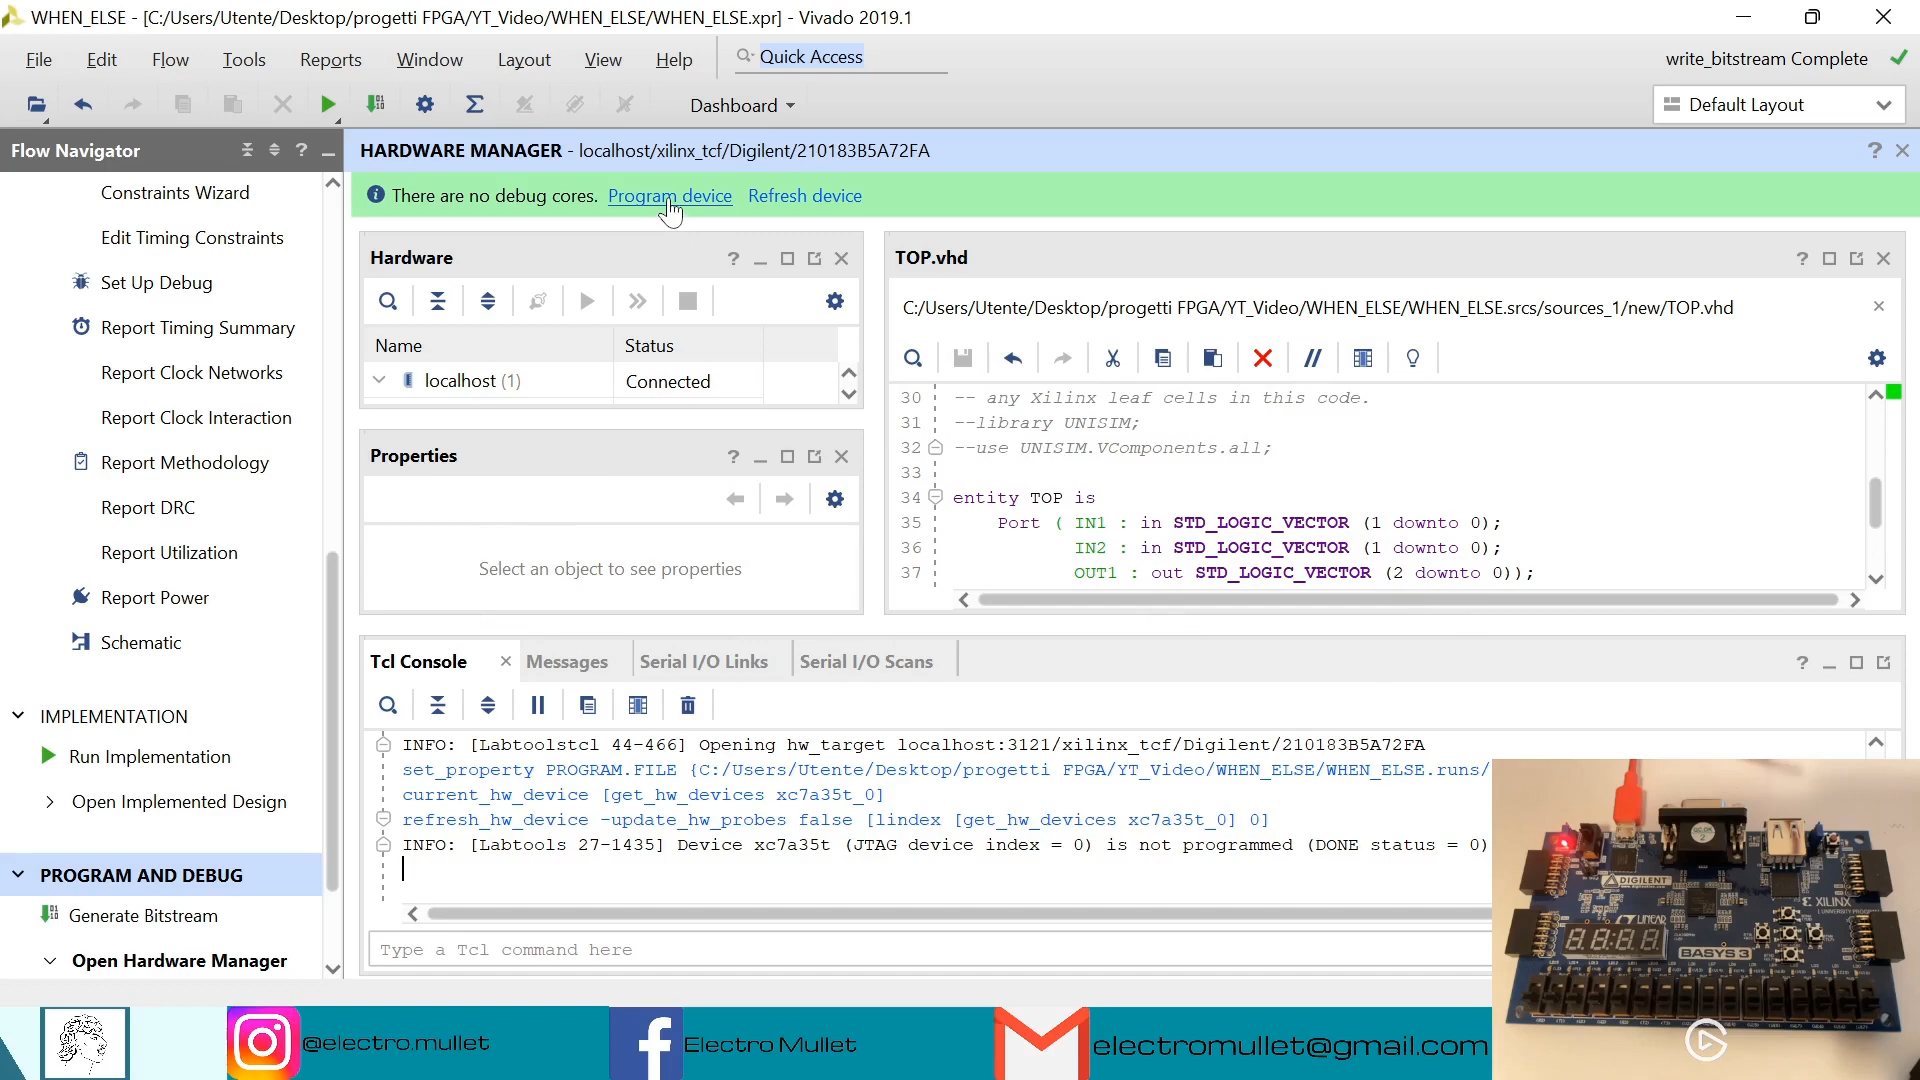 WHEN_ELSE - [C:/Users/Utente/Desktop/progetti FPGA/YT_Video/WHEN_ELSE/WHEN_ELSE.xpr] - Vivado 2019.1
File Edit Flow Tools Reports Window Layout View Help Quick Access write_bitstream Complete
Dashboard Default Layout
Flow Navigator
HARDWARE MANAGER - localhost/xilinx_tcf/Digilent/210183B5A72FA
Constraints Wizard
Edit Timing Constraints
Set Up Debug
Report Timing Summary
Report Clock Networks
Report Clock Interaction
Report Methodology
Report DRC
Report Utilization
Report Power
Schematic
IMPLEMENTATION
Run Implementation
Open Implemented Design
PROGRAM AND DEBUG
Generate Bitstream
Open Hardware Manager
There are no debug cores. Program device Refresh device
Hardware
Name Status
localhost (1) Connected
Properties
Select an object to see properties
TOP.vhd
C:/Users/Utente/Desktop/progetti FPGA/YT_Video/WHEN_ELSE/WHEN_ELSE.srcs/sources_1/new/TOP.vhd
30 -- any Xilinx leaf cells in this code.
31 --library UNISIM;
32 --use UNISIM.VComponents.all;
33
34 entity TOP is
35 Port ( IN1 : in STD_LOGIC_VECTOR (1 downto 0);
36 IN2 : in STD_LOGIC_VECTOR (1 downto 0);
37 OUT1 : out STD_LOGIC_VECTOR (2 downto 0));
Tcl Console Messages Serial I/O Links Serial I/O Scans
INFO: [Labtoolstcl 44-466] Opening hw_target localhost:3121/xilinx_tcf/Digilent/210183B5A72FA
set_property PROGRAM.FILE {C:/Users/Utente/Desktop/progetti FPGA/YT_Video/WHEN_ELSE/WHEN_ELSE.runs/
current_hw_device [get_hw_devices xc7a35t_0]
refresh_hw_device -update_hw_probes false [lindex [get_hw_devices xc7a35t_0] 0]
INFO: [Labtools 27-1435] Device xc7a35t (JTAG device index = 0) is not programmed (DONE status = 0)
Type a Tcl command here
DIGILENT
LINEAR
XILINX
BASYS 3
@electro.mullet
Electro Mullet
electromullet@gmail.com